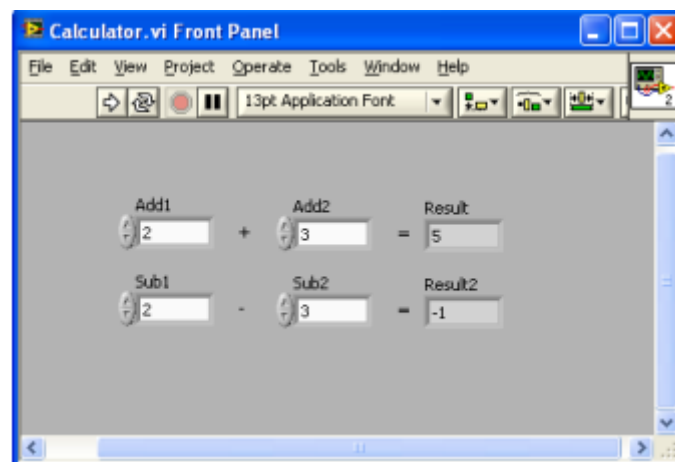 Calculator.vi Front Panel
File Edit View Project Operate Tools Window Help
13pt Application Font
2
Add1 Add2 Result
2 + 3 = 5
Sub1 Sub2 Result2
2 - 3 = -1